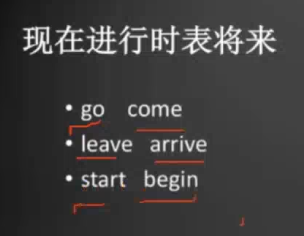 现在进行时表将来
• go come
• leave arrive
• start begin